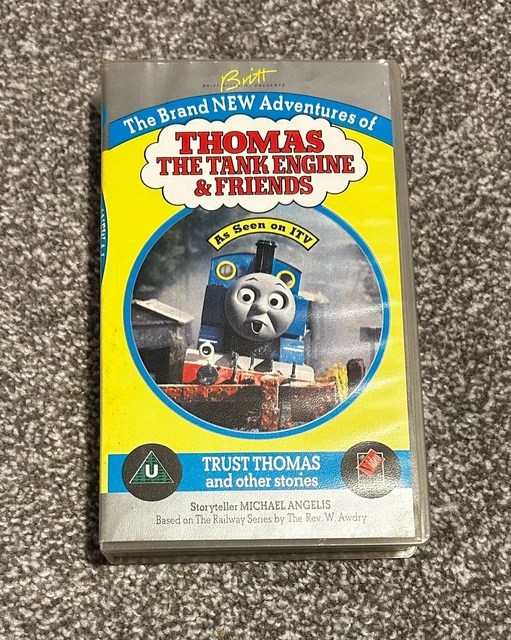 Britt
The Brand NEW Adventures of
THOMAS
THE TANK ENGINE
& FRIENDS
As Seen on ITV
U
TRUST THOMAS
and other stories
Storyteller MICHAEL ANGELIS
Based on The Railway Series by The Rev. W. Awdry